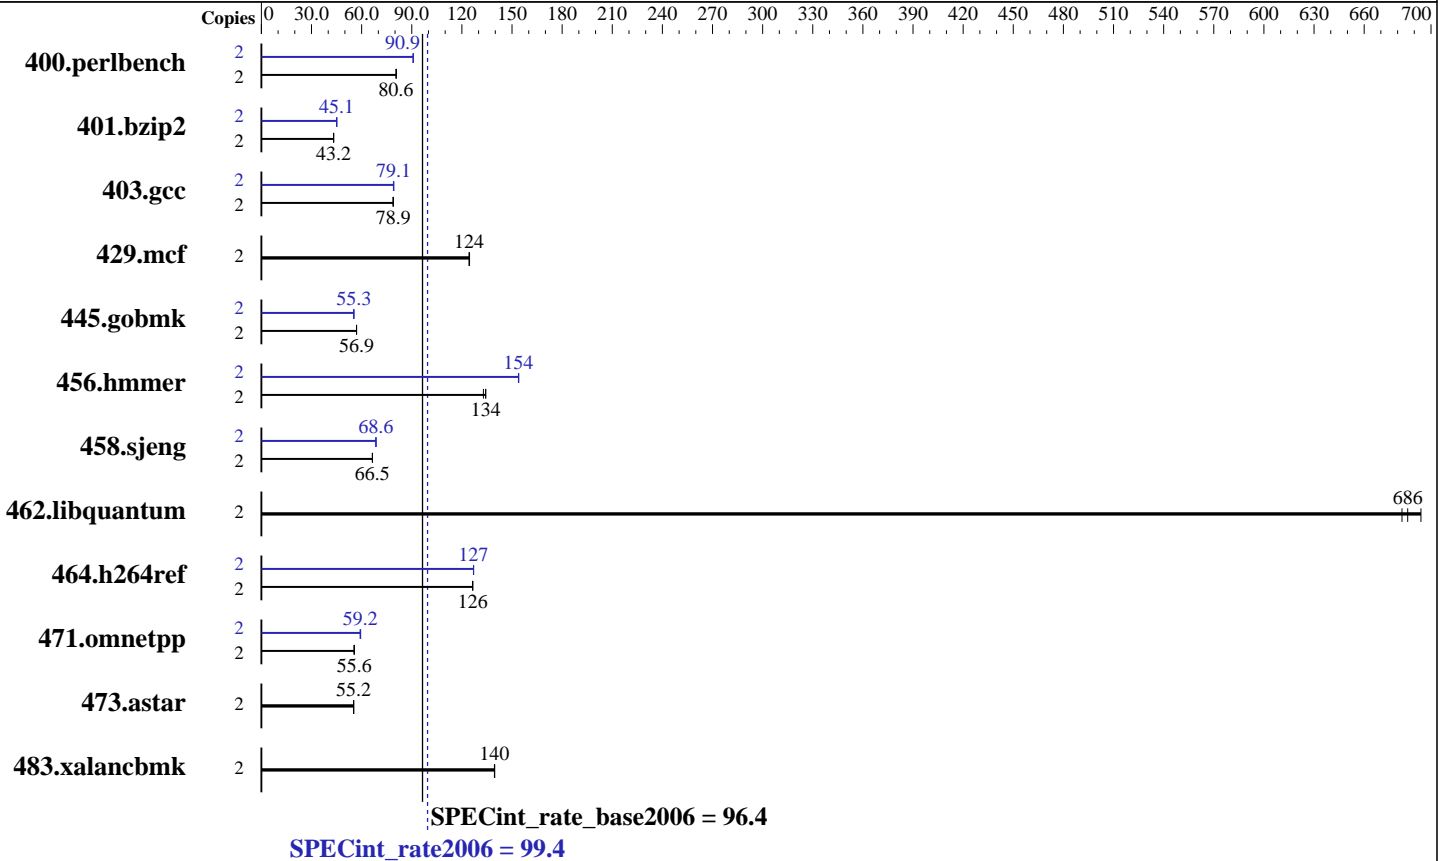 Copies 0 30.0 60.0 90.0 120 150 180 210 240 270 300 330 360 390 420 450 480 510 540 570 600 630 660 700
400.perlbench 2 90.9
2 80.6
401.bzip2 2 45.1
2 43.2
403.gcc 2 79.1
2 78.9
429.mcf 2 124
445.gobmk 2 55.3
2 56.9
456.hmmer 2 154
2 134
458.sjeng 2 68.6
2 66.5
462.libquantum 2 686
464.h264ref 2 127
2 126
471.omnetpp 2 59.2
2 55.6
473.astar 2 55.2
483.xalancbmk 2 140
SPECint_rate_base2006 = 96.4
SPECint_rate2006 = 99.4